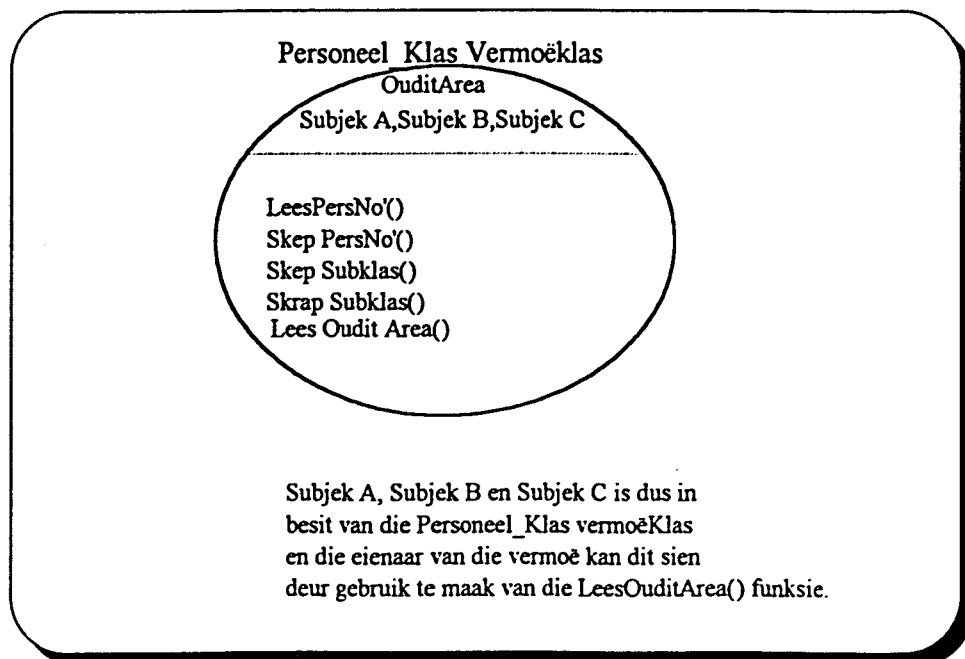 Personeel_Klas Vermoëklas
OuditArea
Subjek A,Subjek B,Subjek C
LeesPersNo'()
Skep PersNo'()
Skep Subklas()
Skrap Subklas()
Lees Oudit Area()
Subjek A, Subjek B en Subjek C is dus in
besit van die Personeel_Klas vermoëKlas
en die eienaar van die vermoë kan dit sien
deur gebruik te maak van die LeesOuditArea() funksie.